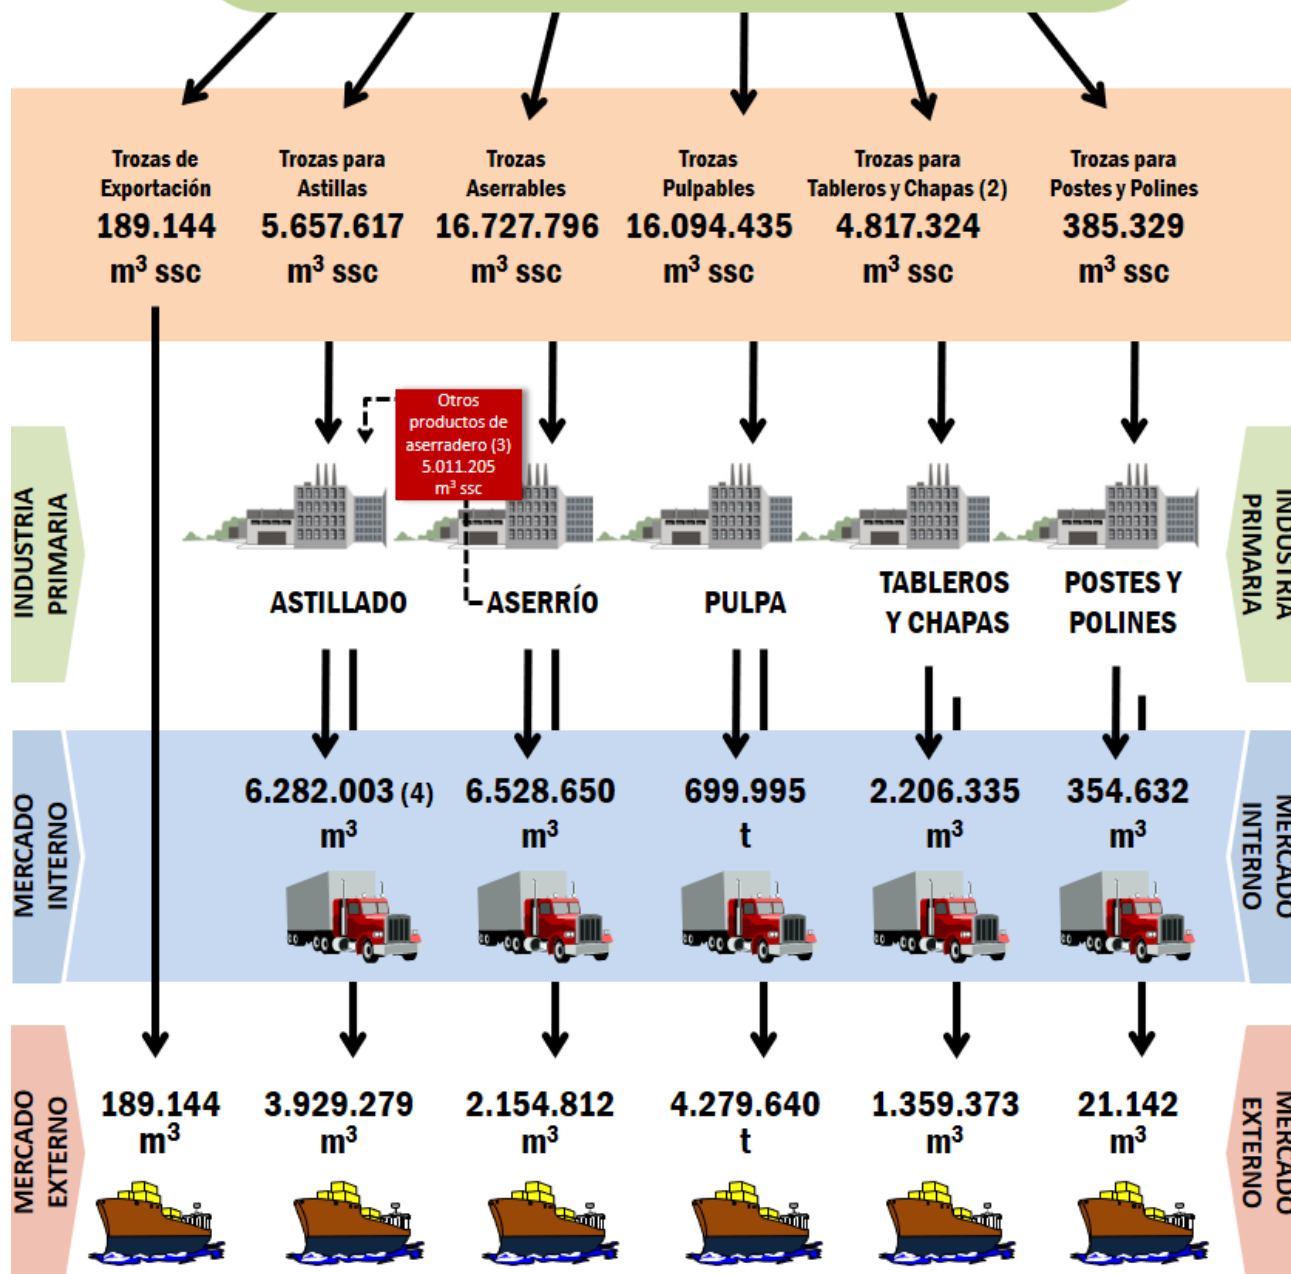 Trozas de
Exportación
189.144
m³ ssc
Trozas para
Astillas
5.657.617
m³ ssc
Trozas
Aserrables
16.727.796
m³ ssc
Trozas
Pulpables
16.094.435
m³ ssc
Trozas para
Tableros y Chapas (2)
4.817.324
m³ ssc
Trozas para
Postes y Polines
385.329
m³ ssc
Otros
productos de
aserradero (3)
5.011.205
m³ ssc
INDUSTRIA
PRIMARIA
ASTILLADO
ASERRÍO
PULPA
TABLEROS
Y CHAPAS
POSTES Y
POLINES
INDUSTRIA
PRIMARIA
MERCADO
INTERNO
6.282.003 (4)
m³
6.528.650
m³
699.995
t
2.206.335
m³
354.632
m³
MERCADO
INTERNO
MERCADO
EXTERNO
189.144
m³
3.929.279
m³
2.154.812
m³
4.279.640
t
1.359.373
m³
21.142
m³
MERCADO
EXTERNO